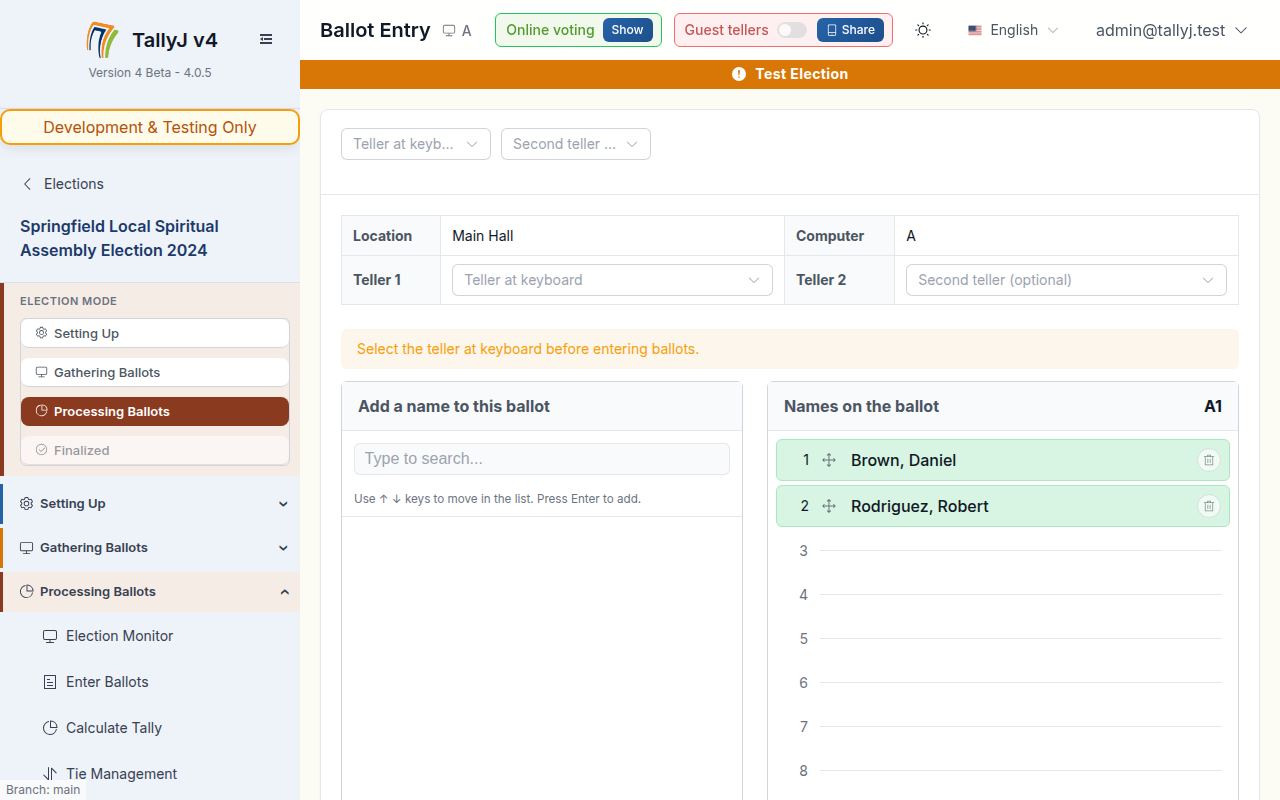 TallyJ v4
Version 4 Beta - 4.0.5
Development & Testing Only
Elections
Springfield Local Spiritual
Assembly Election 2024
ELECTION MODE
Setting Up
Gathering Ballots
Processing Ballots
Finalized
Setting Up
Gathering Ballots
Processing Ballots
Election Monitor
Enter Ballots
Calculate Tally
Tie Management
Branch: main
Ballot Entry A Online voting Show Guest tellers Share English admin@tallyj.test
Test Election
Teller at keyb... Second teller ...
Location Main Hall Computer A
Teller 1 Teller at keyboard Teller 2 Second teller (optional)
Select the teller at keyboard before entering ballots.
Add a name to this ballot
Type to search...
Use ↑ ↓ keys to move in the list. Press Enter to add.
Names on the ballot A1
1 Brown, Daniel
2 Rodriguez, Robert
3
4
5
6
7
8